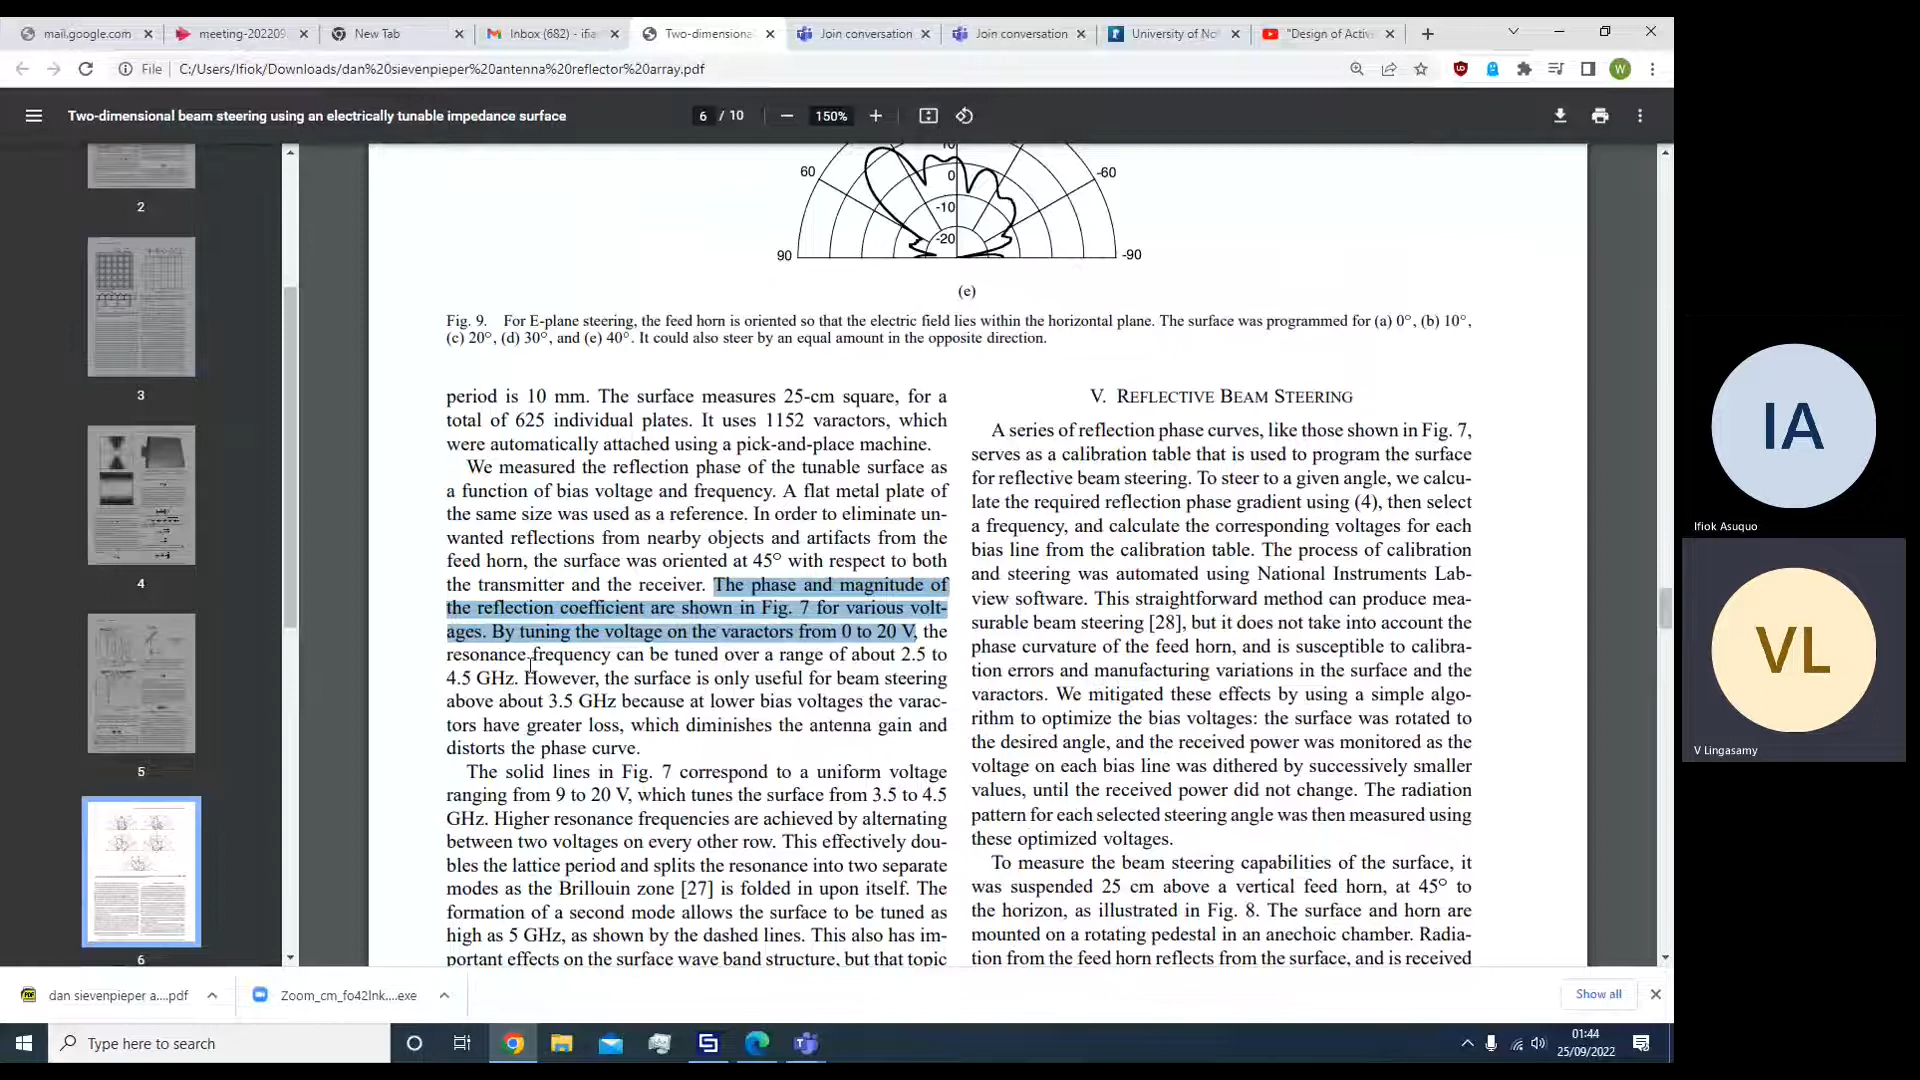 mail.google.com
meeting-202209
New Tab
Inbox (682) - ifia
Two-dimensiona
Join conversation
Join conversation
University of No
"Design of Activ
File
C:/Users/Ifiok/Downloads/dan%20sievenpieper%20antenna%20reflector%20array.pdf
W
Two-dimensional beam steering using an electrically tunable impedance surface
6 / 10
150%
2
3
4
5
6
10
60
0
-60
-10
-20
90
-90
(e)
Fig. 9. For E-plane steering, the feed horn is oriented so that the electric field lies within the horizontal plane. The surface was programmed for (a) 0°, (b) 10°,
(c) 20°, (d) 30°, and (e) 40°. It could also steer by an equal amount in the opposite direction.
period is 10 mm. The surface measures 25-cm square, for a
total of 625 individual plates. It uses 1152 varactors, which
were automatically attached using a pick-and-place machine.
We measured the reflection phase of the tunable surface as
a function of bias voltage and frequency. A flat metal plate of
the same size was used as a reference. In order to eliminate un-
wanted reflections from nearby objects and artifacts from the
feed horn, the surface was oriented at 45° with respect to both
the transmitter and the receiver. The phase and magnitude of
the reflection coefficient are shown in Fig. 7 for various volt-
ages. By tuning the voltage on the varactors from 0 to 20 V, the
resonance frequency can be tuned over a range of about 2.5 to
4.5 GHz. However, the surface is only useful for beam steering
above about 3.5 GHz because at lower bias voltages the varac-
tors have greater loss, which diminishes the antenna gain and
distorts the phase curve.
The solid lines in Fig. 7 correspond to a uniform voltage
ranging from 9 to 20 V, which tunes the surface from 3.5 to 4.5
GHz. Higher resonance frequencies are achieved by alternating
between two voltages on every other row. This effectively dou-
bles the lattice period and splits the resonance into two separate
modes as the Brillouin zone [27] is folded in upon itself. The
formation of a second mode allows the surface to be tuned as
high as 5 GHz, as shown by the dashed lines. This also has im-
portant effects on the surface wave band structure, but that topic
V. REFLECTIVE BEAM STEERING
A series of reflection phase curves, like those shown in Fig. 7,
serves as a calibration table that is used to program the surface
for reflective beam steering. To steer to a given angle, we calcu-
late the required reflection phase gradient using (4), then select
a frequency, and calculate the corresponding voltages for each
bias line from the calibration table. The process of calibration
and steering was automated using National Instruments Lab-
view software. This straightforward method can produce mea-
surable beam steering [28], but it does not take into account the
phase curvature of the feed horn, and is susceptible to calibra-
tion errors and manufacturing variations in the surface and the
varactors. We mitigated these effects by using a simple algo-
rithm to optimize the bias voltages: the surface was rotated to
the desired angle, and the received power was monitored as the
voltage on each bias line was dithered by successively smaller
values, until the received power did not change. The radiation
pattern for each selected steering angle was then measured using
these optimized voltages.
To measure the beam steering capabilities of the surface, it
was suspended 25 cm above a vertical feed horn, at 45° to
the horizon, as illustrated in Fig. 8. The surface and horn are
mounted on a rotating pedestal in an anechoic chamber. Radia-
tion from the feed horn reflects from the surface, and is received
IA
Ifiok Asuquo
VL
V Lingasamy
dan sievenpieper a....pdf
Zoom_cm_fo42lnk....exe
Show all
Type here to search
01:44
25/09/2022